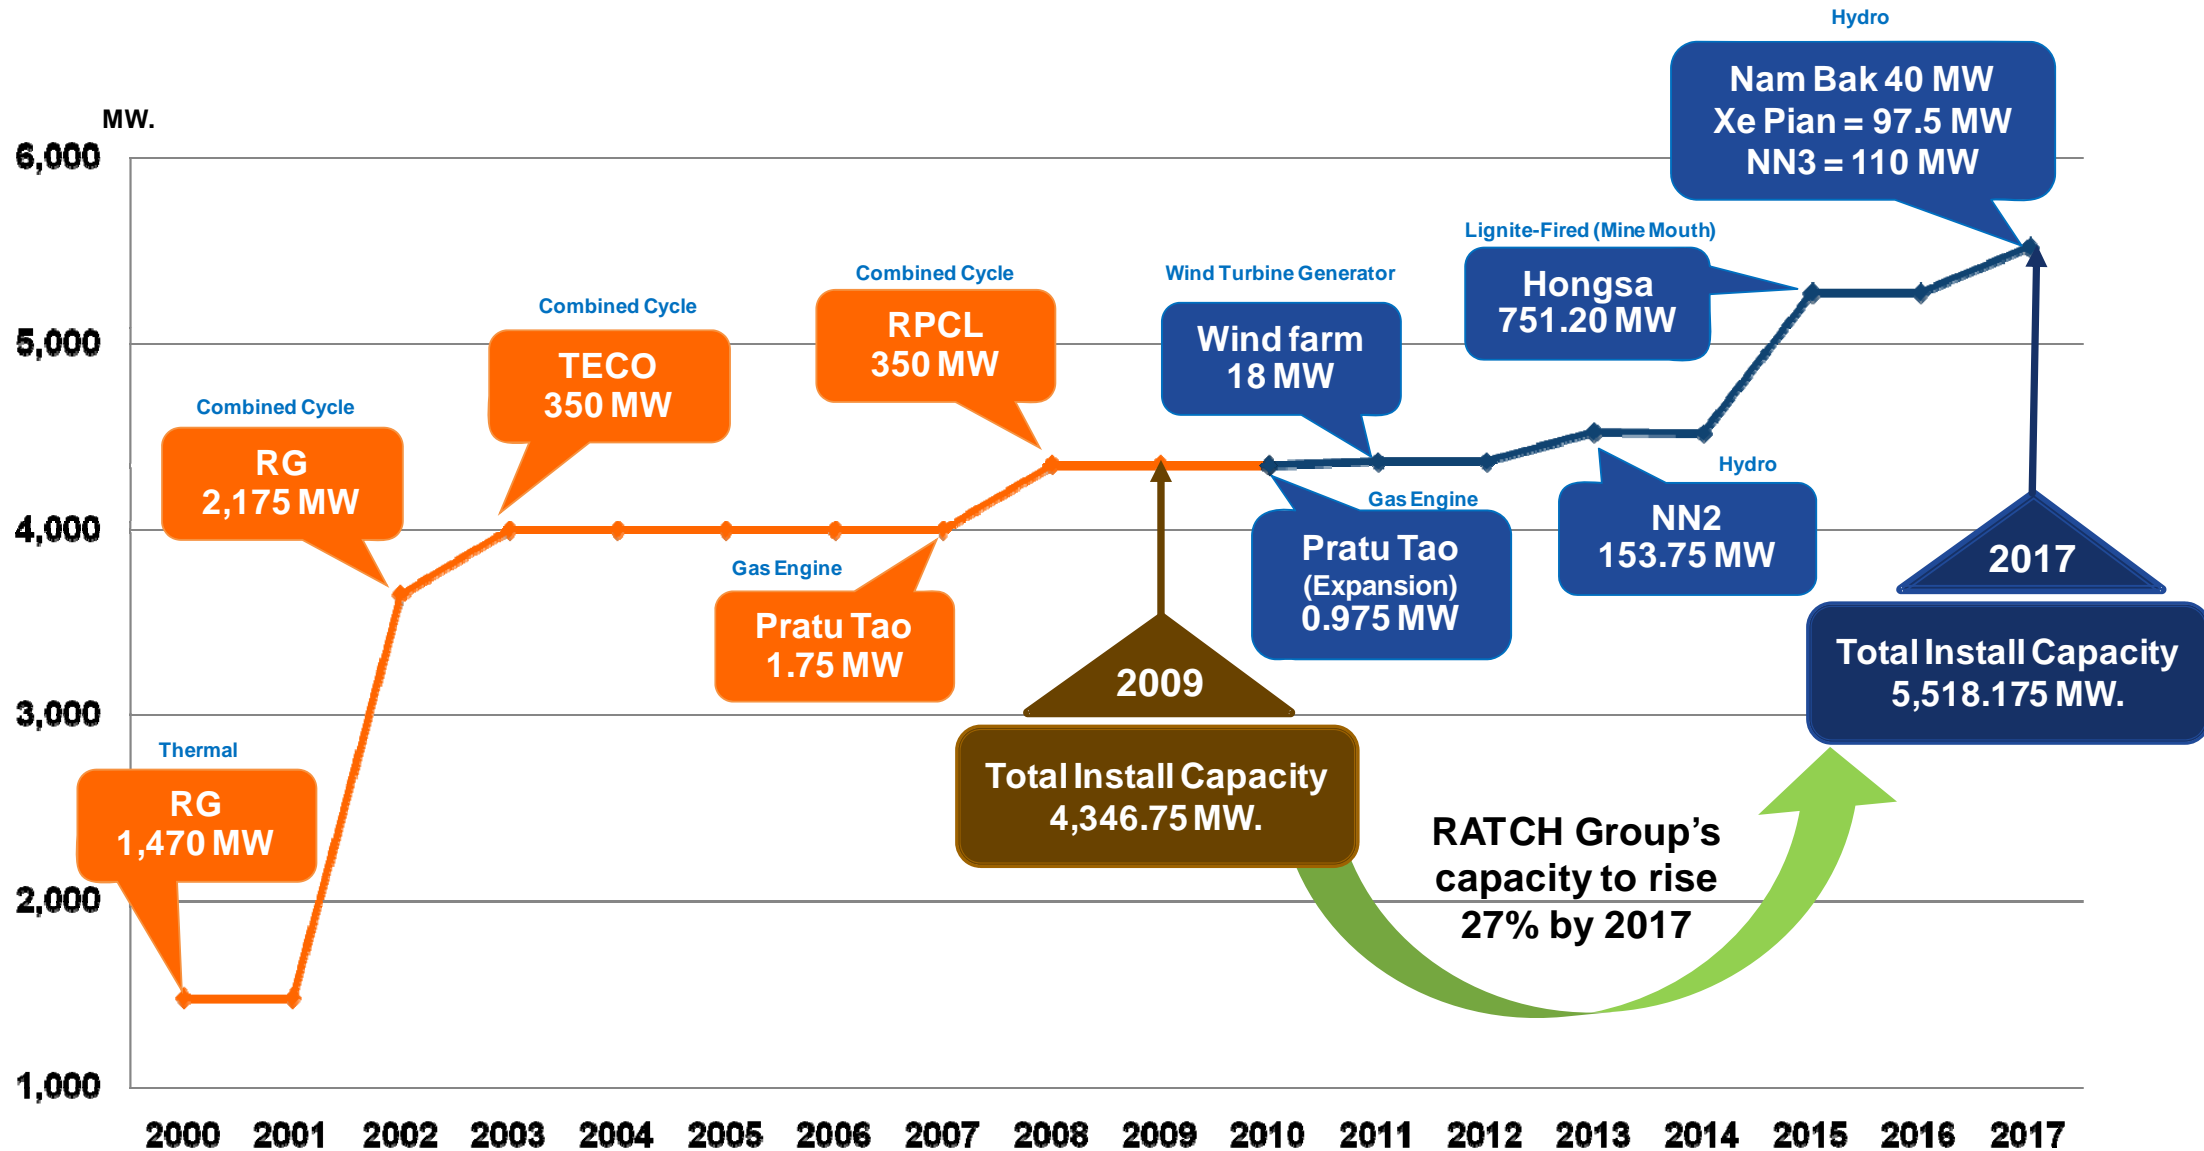 Hydro
Nam Bak 40 MW
Xe Pian = 97.5 MW
NN3 = 110 MW
MW.
6,000
5,000
4,000
3,000
2,000
1,000
Thermal
RG
1,470 MW
Combined Cycle
RG
2,175 MW
Combined Cycle
TECO
350 MW
Gas Engine
Pratu Tao
1.75 MW
Combined Cycle
RPCL
350 MW
2009
Total Install Capacity
4,346.75 MW.
Wind Turbine Generator
Wind farm
18 MW
Gas Engine
Pratu Tao
(Expansion)
0.975 MW
Lignite-Fired (Mine Mouth)
Hongsa
751.20 MW
Hydro
NN2
153.75 MW
2017
Total Install Capacity
5,518.175 MW.
RATCH Group’s
capacity to rise
27% by 2017
2000 2001 2002 2003 2004 2005 2006 2007 2008 2009 2010 2011 2012 2013 2014 2015 2016 2017